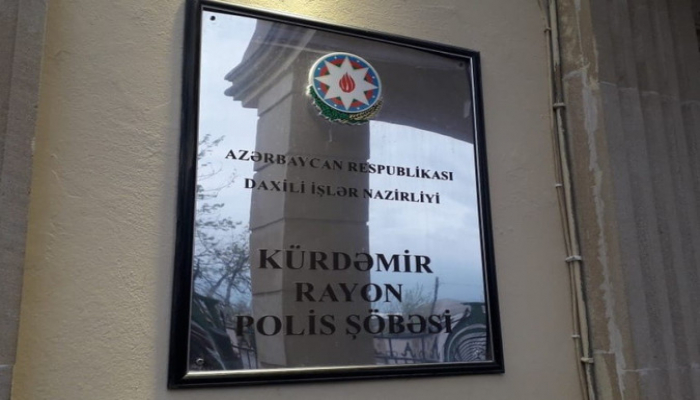 AZƏRBAYCAN RESPUBLİKASI
DAXİLİ İŞLƏR NAZİRLİYİ
KÜRDƏMİR
RAYON
POLİS ŞÖBƏSİ